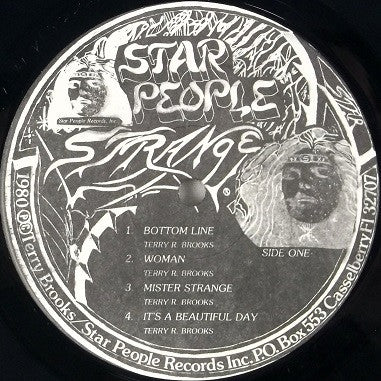 STAR
PEOPLE
Star People Records, Inc.
STRANGE
®
STAR
1 BOTTOM LINE
TERRY R. BROOKS
2. WOMAN
TERRY R. BROOKS
3. MISTER STRANGE
TERRY R. BROOKS
4. IT'S A BEAUTIFUL DAY
TERRY R. BROOKS
SIDE ONE
1980 ©℗ Terry Brooks / Star People Records Inc. P.O. Box 553 Casselberry Fl 32707